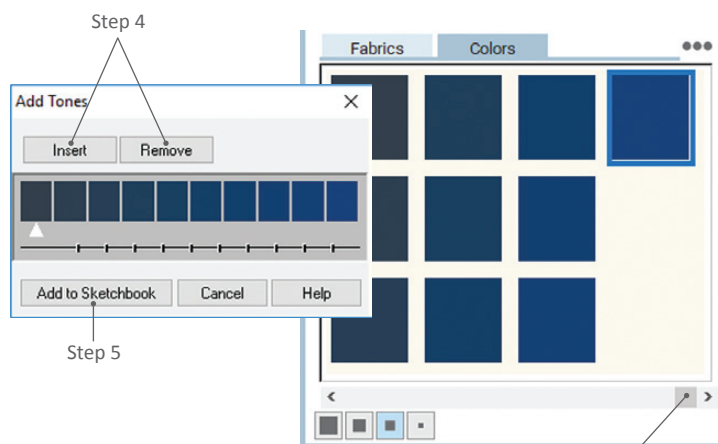 Step 4
Fabrics
Colors
Add Tones
Insert
Remove
Add to Sketchbook
Cancel
Help
Step 5